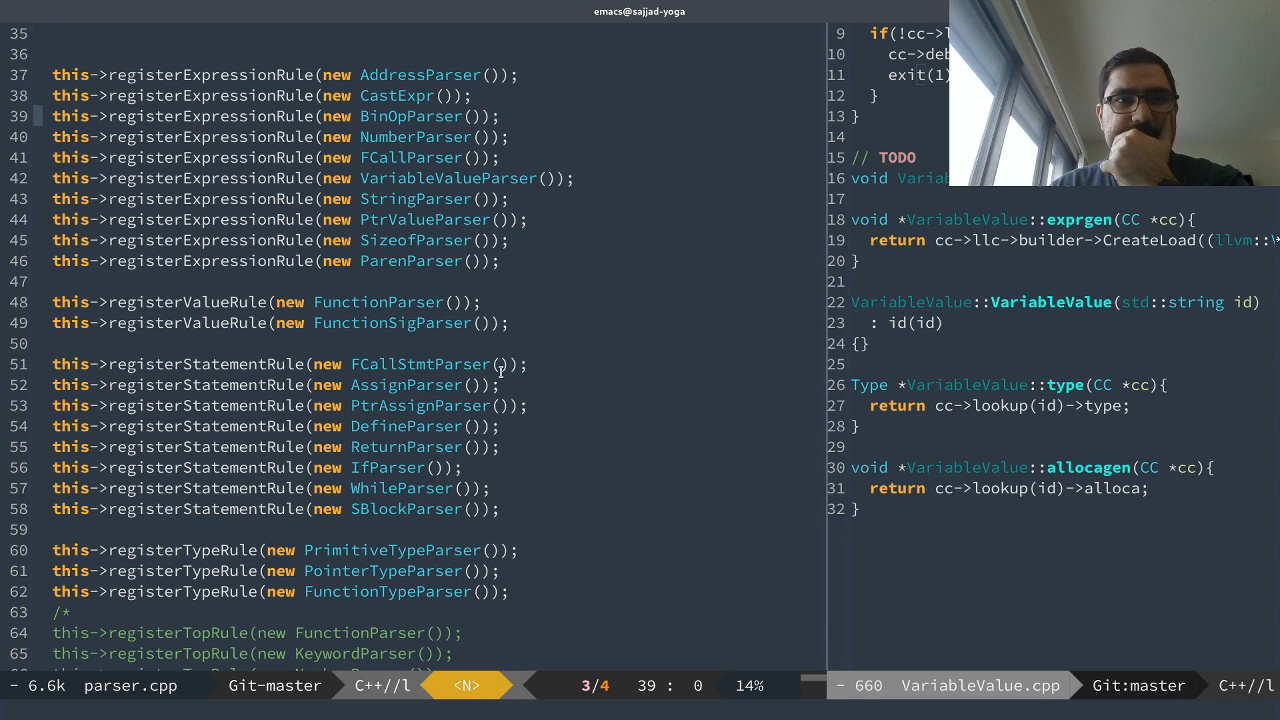 emacs@sajjad-yoga
35
36
37 this->registerExpressionRule(new AddressParser());
38 this->registerExpressionRule(new CastExpr());
39 this->registerExpressionRule(new BinOpParser());
40 this->registerExpressionRule(new NumberParser());
41 this->registerExpressionRule(new FCallParser());
42 this->registerExpressionRule(new VariableValueParser());
43 this->registerExpressionRule(new StringParser());
44 this->registerExpressionRule(new PtrValueParser());
45 this->registerExpressionRule(new SizeofParser());
46 this->registerExpressionRule(new ParenParser());
47
48 this->registerValueRule(new FunctionParser());
49 this->registerValueRule(new FunctionSigParser());
50
51 this->registerStatementRule(new FCallStmtParser());
52 this->registerStatementRule(new AssignParser());
53 this->registerStatementRule(new PtrAssignParser());
54 this->registerStatementRule(new DefineParser());
55 this->registerStatementRule(new ReturnParser());
56 this->registerStatementRule(new IfParser());
57 this->registerStatementRule(new WhileParser());
58 this->registerStatementRule(new SBlockParser());
59
60 this->registerTypeRule(new PrimitiveTypeParser());
61 this->registerTypeRule(new PointerTypeParser());
62 this->registerTypeRule(new FunctionTypeParser());
63 /*
64 this->registerTopRule(new FunctionParser());
65 this->registerTopRule(new KeywordParser());
- 6.6k parser.cpp Git-master C++//l <N> 3/4 39 : 0 14%
9 if(!cc->l
10 cc->deb
11 exit(1)
12 }
13 }
14
15 // TODO
16 void Varia
17
18 void *VariableValue::exprgen(CC *cc){
19 return cc->llc->builder->CreateLoad((llvm::
20 }
21
22 VariableValue::VariableValue(std::string id)
23 : id(id)
24 {}
25
26 Type *VariableValue::type(CC *cc){
27 return cc->lookup(id)->type;
28 }
29
30 void *VariableValue::allocagen(CC *cc){
31 return cc->lookup(id)->alloca;
32 }
- 660 VariableValue.cpp Git:master C++//l